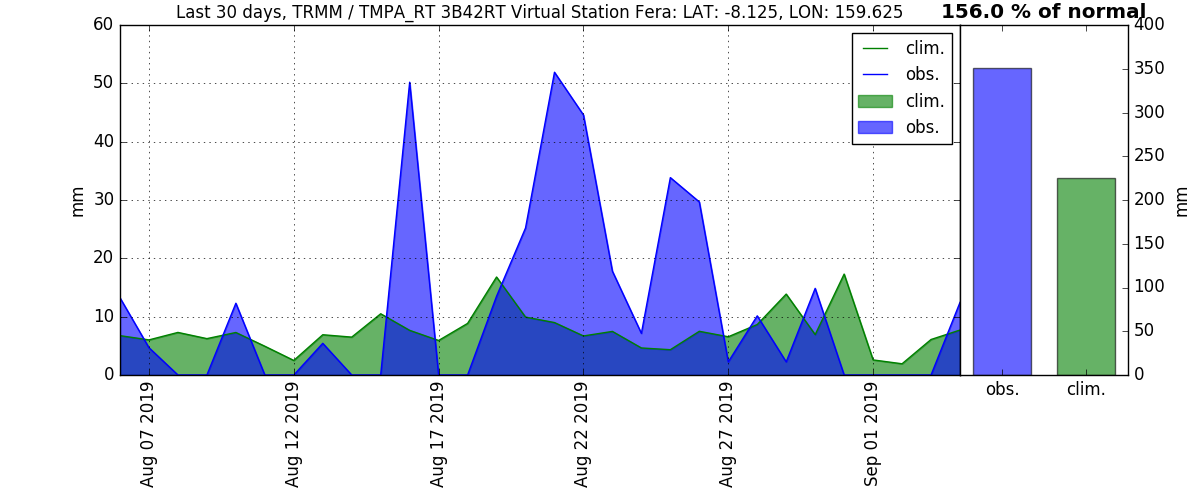 Last 30 days, TRMM / TMPA_RT 3B42RT Virtual Station Fera: LAT: -8.125, LON: 159.625
156.0 % of normal
60
50
40
30
20
10
0
mm
clim.
obs.
clim.
obs.
Aug 07 2019
Aug 12 2019
Aug 17 2019
Aug 22 2019
Aug 27 2019
Sep 01 2019
400
350
300
250
200
150
100
50
0
mm
obs.
clim.